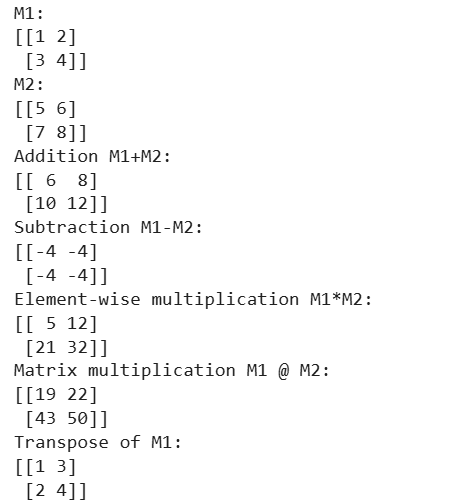 M1:
[[1 2]
 [3 4]]
M2:
[[5 6]
 [7 8]]
Addition M1+M2:
[[ 6  8]
 [10 12]]
Subtraction M1-M2:
[[-4 -4]
 [-4 -4]]
Element-wise multiplication M1*M2:
[[ 5 12]
 [21 32]]
Matrix multiplication M1 @ M2:
[[19 22]
 [43 50]]
Transpose of M1:
[[1 3]
 [2 4]]